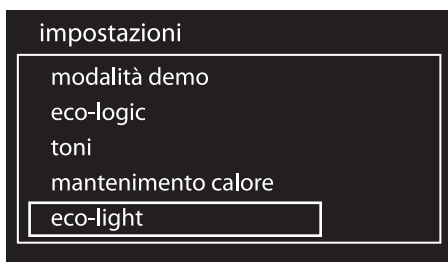 impostazioni
modalità demo
eco-logic
toni
mantenimento calore
eco-light